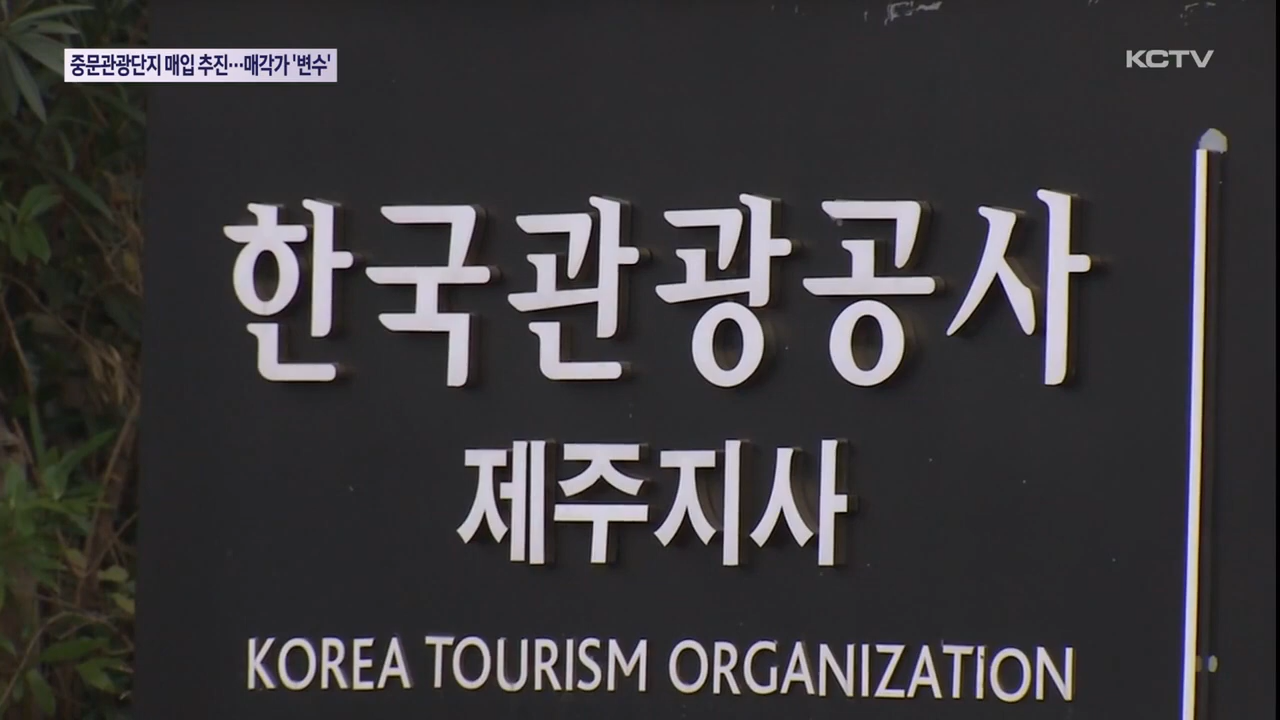 중문관광단지 매입 추진…매각가 '변수'
KCTV
한국관광공사
제주지사
KOREA TOURISM ORGANIZATION